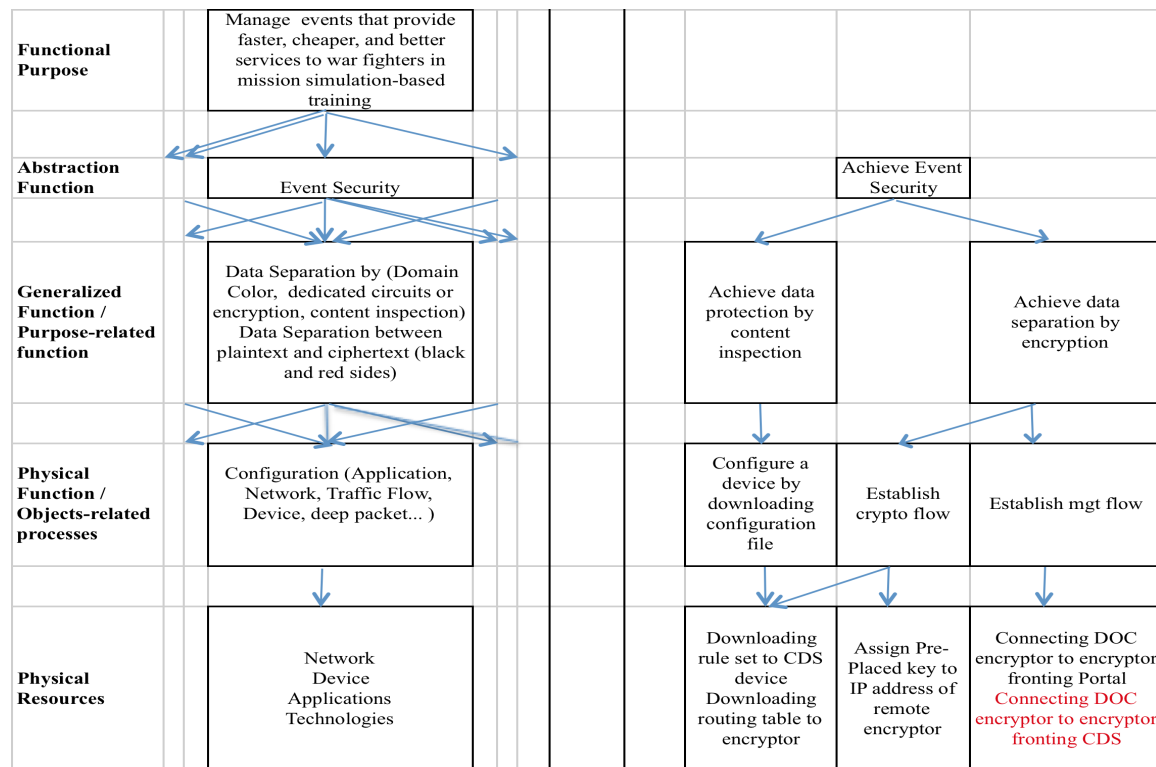 Functional
Purpose
Manage events that provide
faster, cheaper, and better
services to war fighters in
mission simulation-based
training
Abstraction
Function
Event Security
Achieve Event
Security
Generalized
Function /
Purpose-related
function
Data Separation by (Domain
Color, dedicated circuits or
encryption, content inspection)
Data Separation between
plaintext and ciphertext (black
and red sides)
Achieve data
protection by
content
inspection
Achieve data
separation by
encryption
Physical
Function /
Objects-related
processes
Configuration (Application,
Network, Traffic Flow,
Device, deep packet... )
Configure a
device by
downloading
configuration
file
Establish
crypto flow
Establish mgt flow
Physical
Resources
Network
Device
Applications
Technologies
Downloading
rule set to CDS
device
Downloading
routing table to
encryptor
Assign Pre-
Placed key to
IP address of
remote
encryptor
Connecting DOC
encryptor to encryptor
fronting Portal
Connecting DOC
encryptor to encryptor
fronting CDS